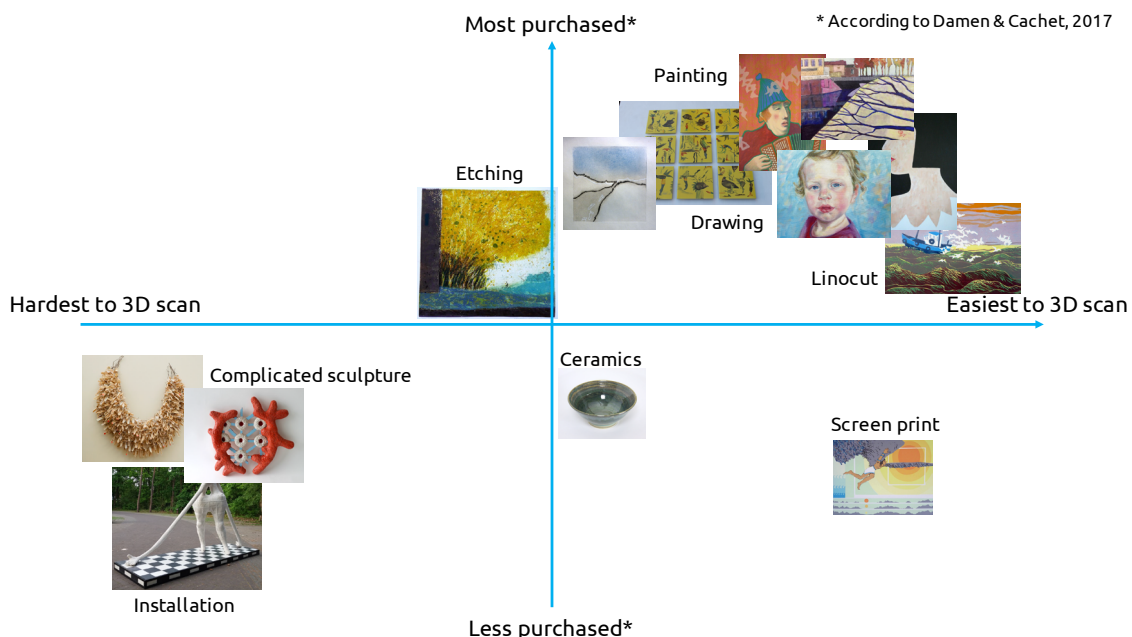 Most purchased*
* According to Damen & Cachet, 2017
Painting
Etching
Drawing
Linocut
Hardest to 3D scan
Easiest to 3D scan
Ceramics
Complicated sculpture
Screen print
Installation
Less purchased*